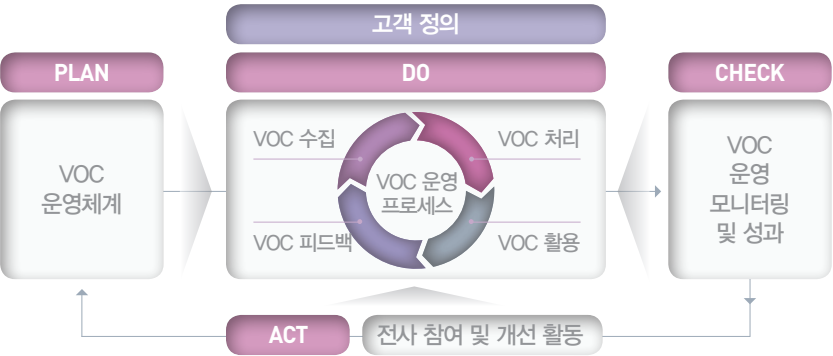 고객 정의
PLAN
DO
CHECK
VOC
운영체계
VOC 수집
VOC 처리
VOC 운영
프로세스
VOC 피드백
VOC 활용
VOC
운영
모니터링
및 성과
ACT
전사 참여 및 개선 활동